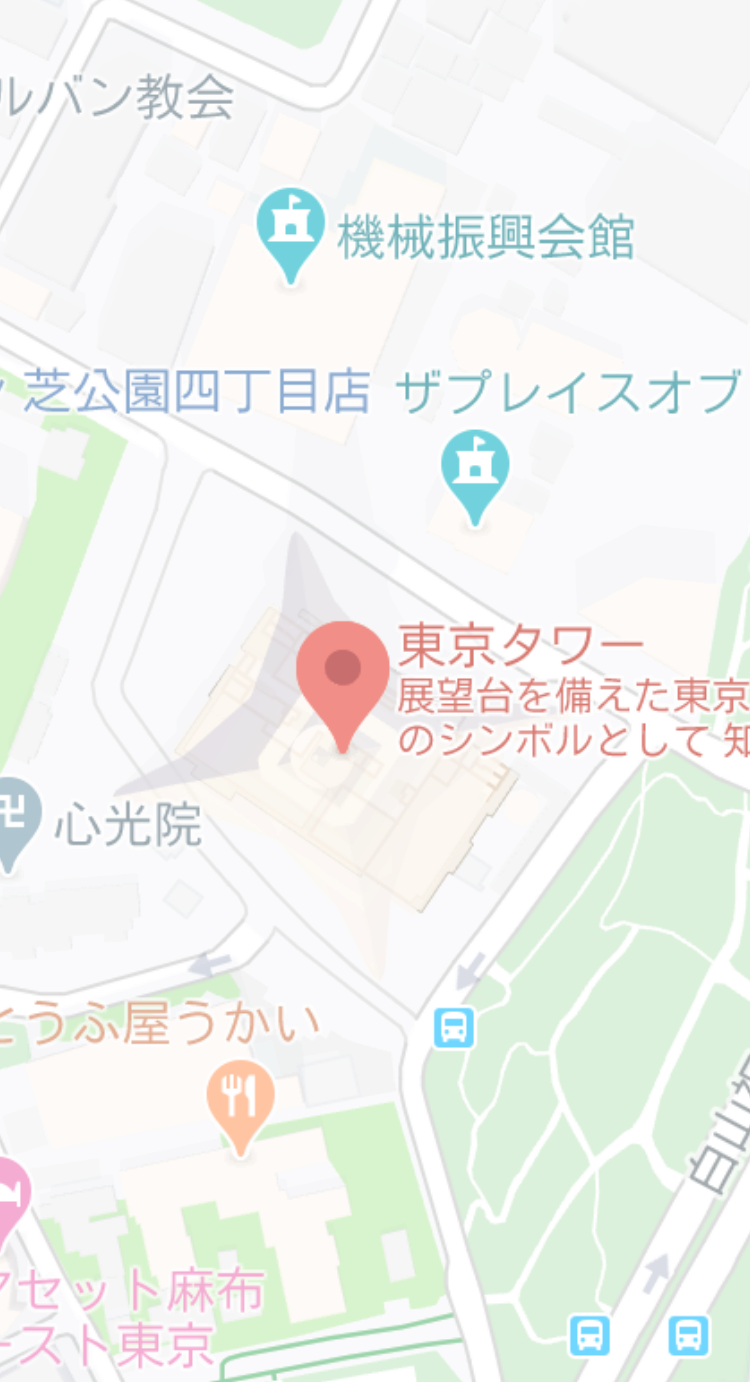 ルバン教会
機械振興会館
芝公園四丁目店
ザプレイスオブ
東京タワー
展望台を備えた東京
のシンボルとして 知
卍
心光院
とうふ屋うかい
アセット麻布
ースト東京
白山祝